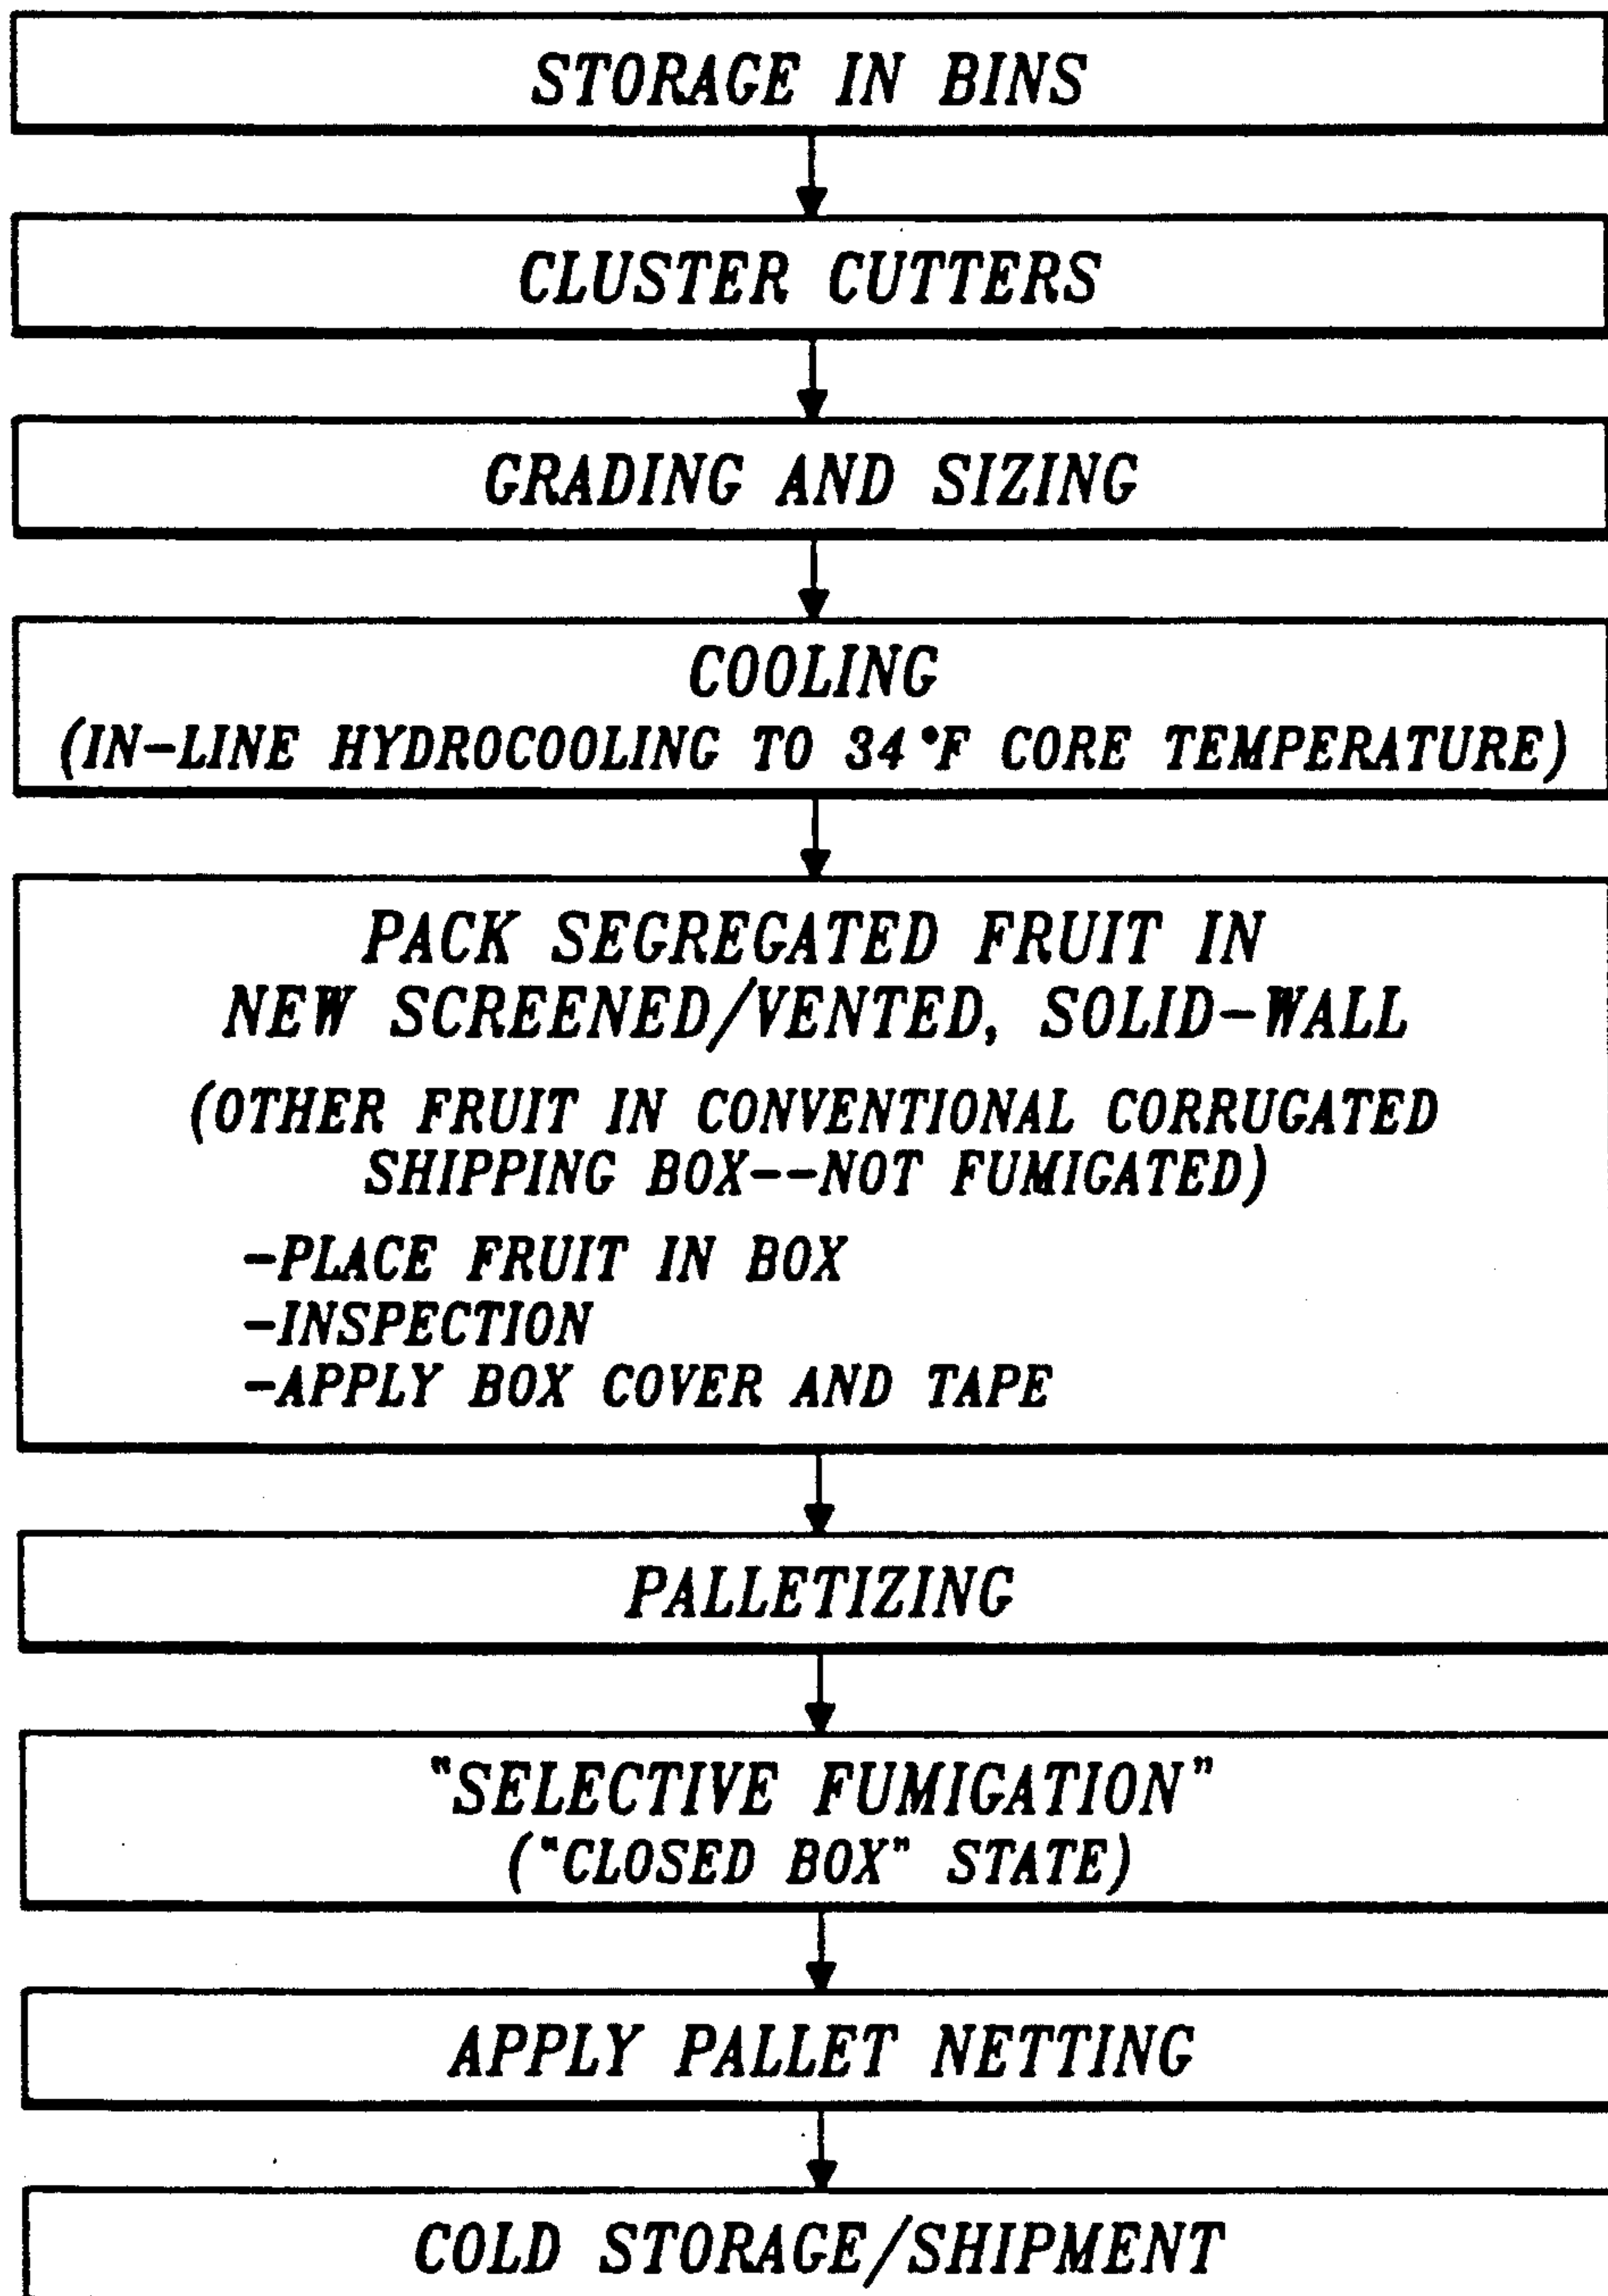 STORAGE IN BINS
CLUSTER CUTTERS
GRADING AND SIZING
COOLING
(IN-LINE HYDROCOOLING TO 34°F CORE TEMPERATURE)
PACK SEGREGATED FRUIT IN
NEW SCREENED/VENTED, SOLID-WALL
(OTHER FRUIT IN CONVENTIONAL CORRUGATED
SHIPPING BOX--NOT FUMIGATED)
-PLACE FRUIT IN BOX
-INSPECTION
-APPLY BOX COVER AND TAPE
PALLETIZING
"SELECTIVE FUMIGATION"
("CLOSED BOX" STATE)
APPLY PALLET NETTING
COLD STORAGE/SHIPMENT